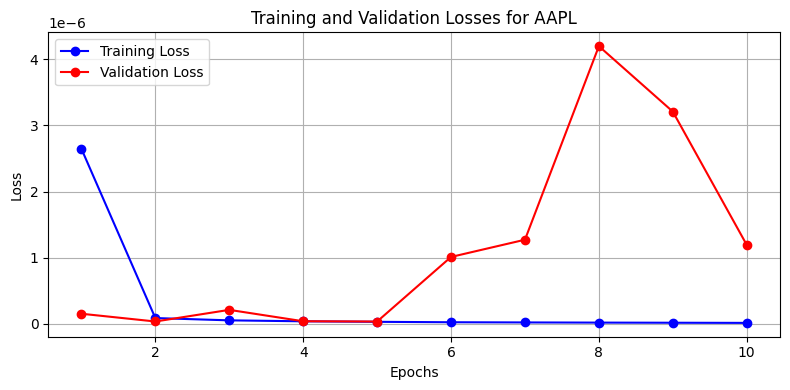 Training and Validation Losses for AAPL
1e−6
Training Loss
Validation Loss
4
3
2
1
0
Loss
2
4
6
8
10
Epochs